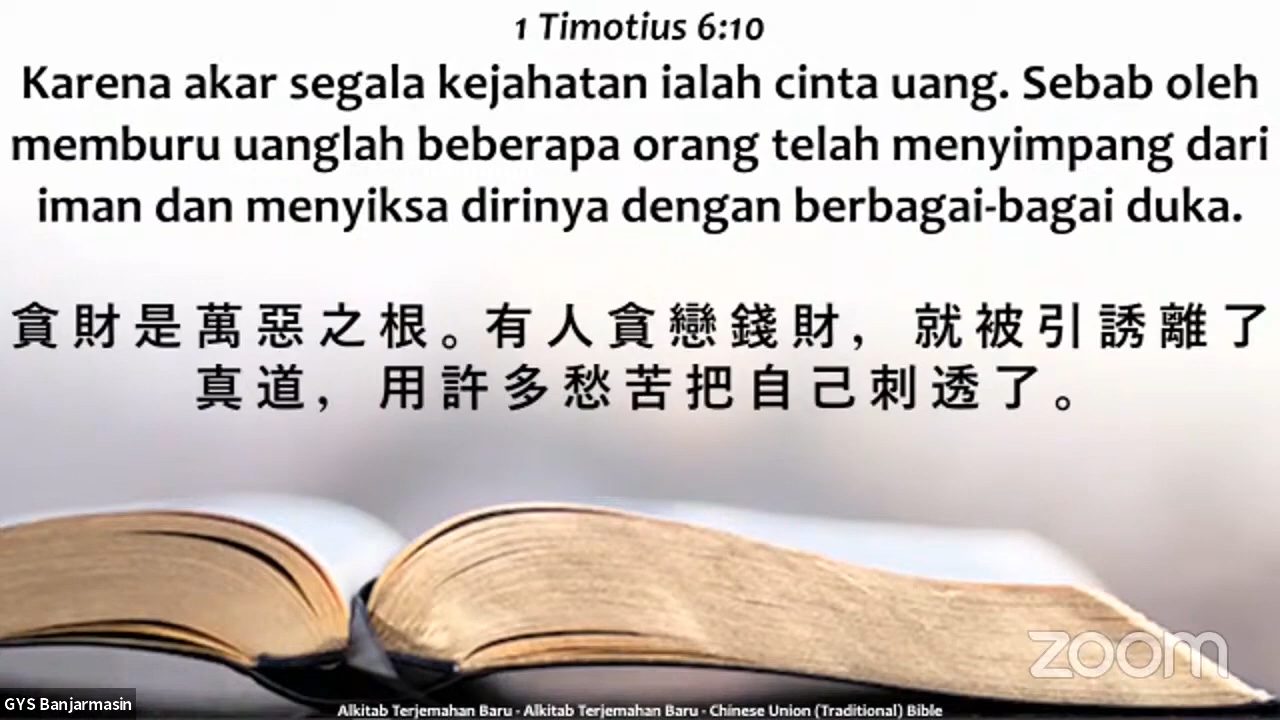 1 Timotius 6:10
Karena akar segala kejahatan ialah cinta uang. Sebab oleh
memburu uanglah beberapa orang telah menyimpang dari
iman dan menyiksa dirinya dengan berbagai-bagai duka.
貪財是萬惡之根。有人貪戀錢財，就被引誘離了
真道，用許多愁苦把自己刺透了。
zoom
GYS Banjarmasin
Alkitab Terjemahan Baru - Alkitab Terjemahan Baru - Chinese Union (Traditional) Bible